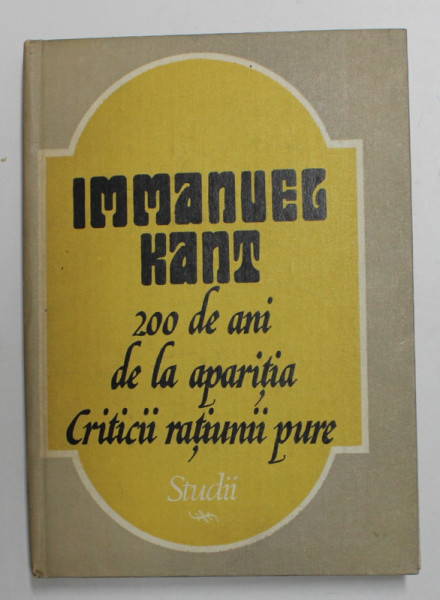 IMMANUEL
KANT
200 de ani
de la apariția
Criticii rațiunii pure
Studii